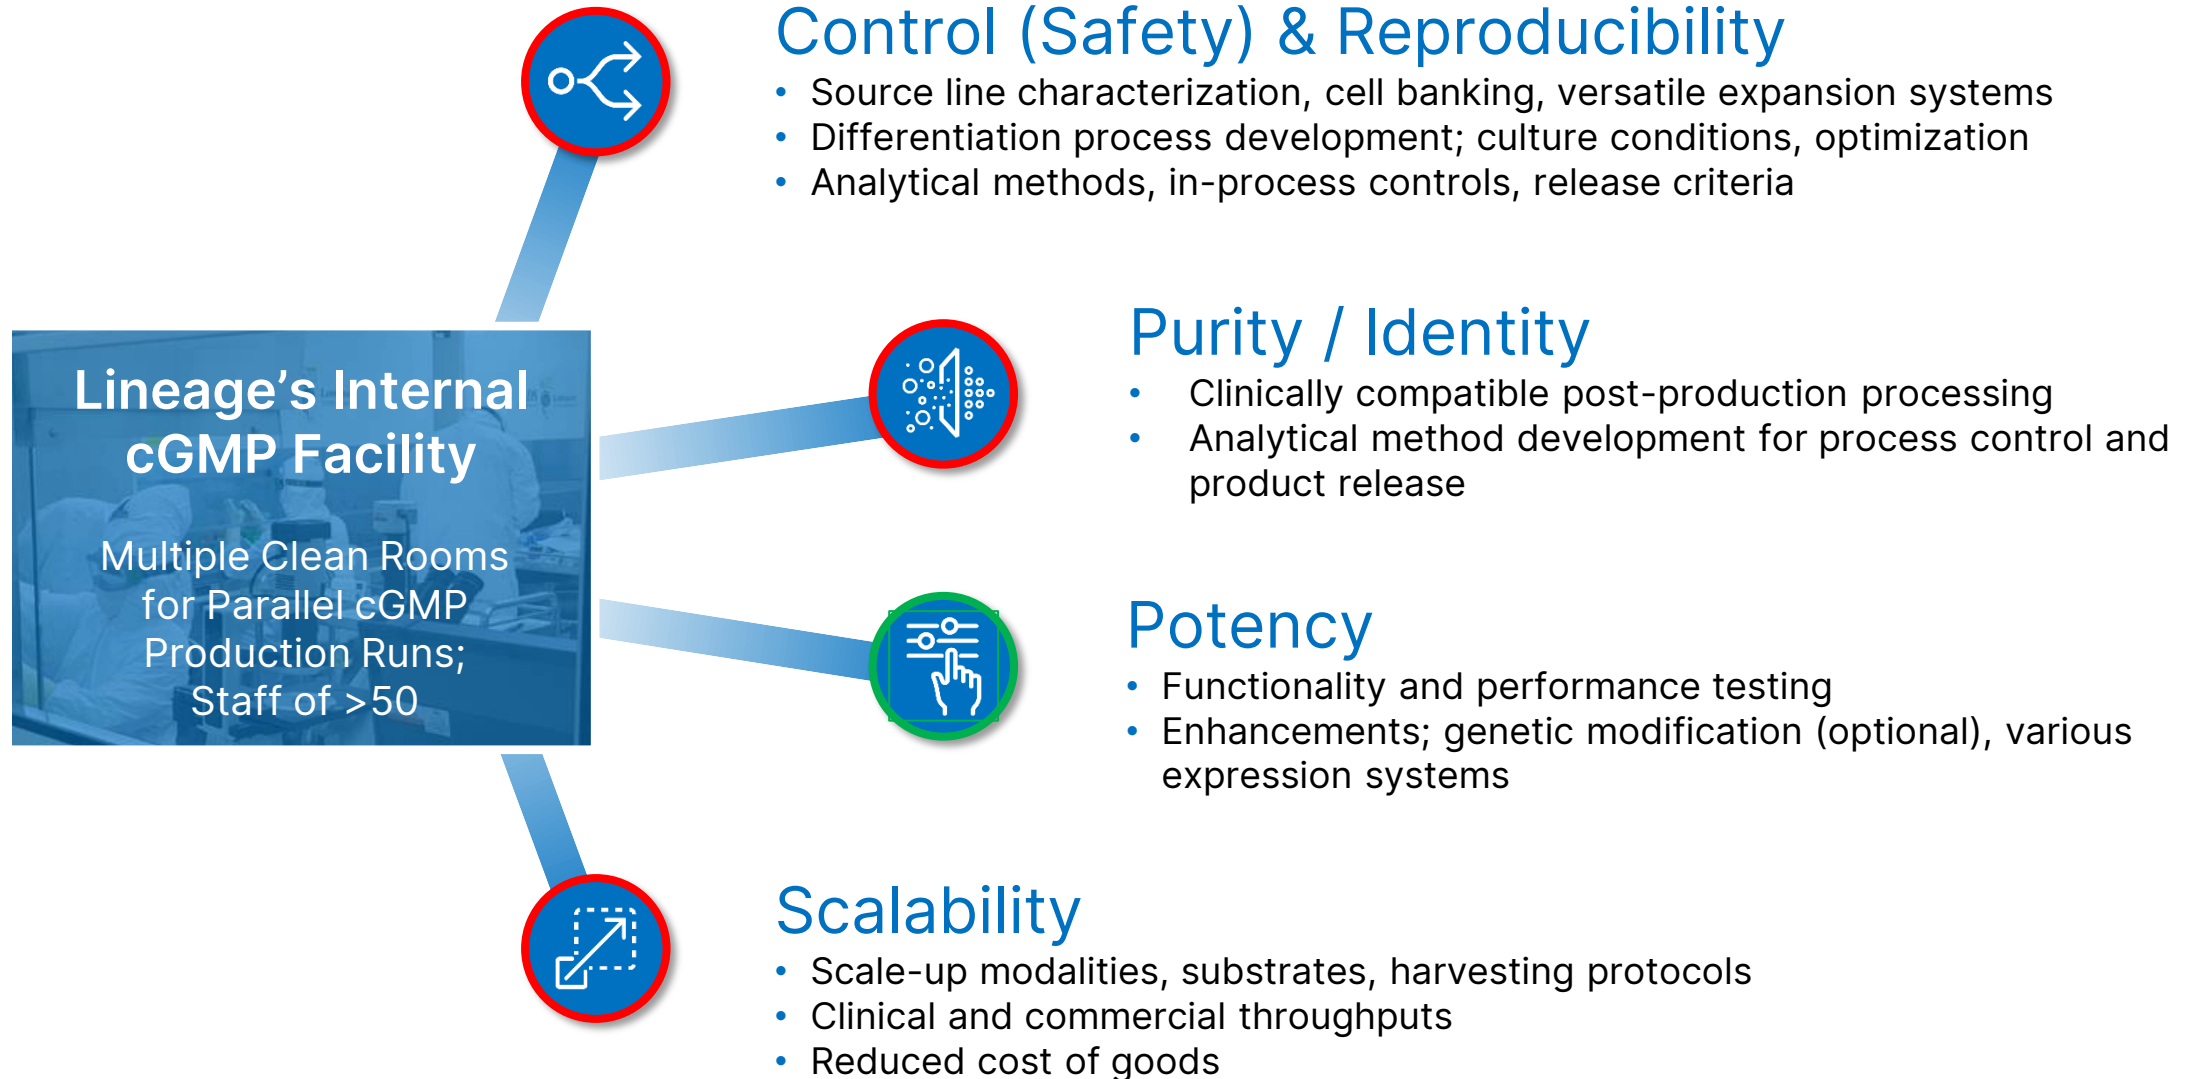 Control (Safety) & Reproducibility
• Source line characterization, cell banking, versatile expansion systems
• Differentiation process development; culture conditions, optimization
• Analytical methods, in-process controls, release criteria
Lineage’s Internal
cGMP Facility
Multiple Clean Rooms
for Parallel cGMP
Production Runs;
Staff of >50
Purity / Identity
• Clinically compatible post-production processing
• Analytical method development for process control and
product release
Potency
• Functionality and performance testing
• Enhancements; genetic modification (optional), various
expression systems
Scalability
• Scale-up modalities, substrates, harvesting protocols
• Clinical and commercial throughputs
• Reduced cost of goods